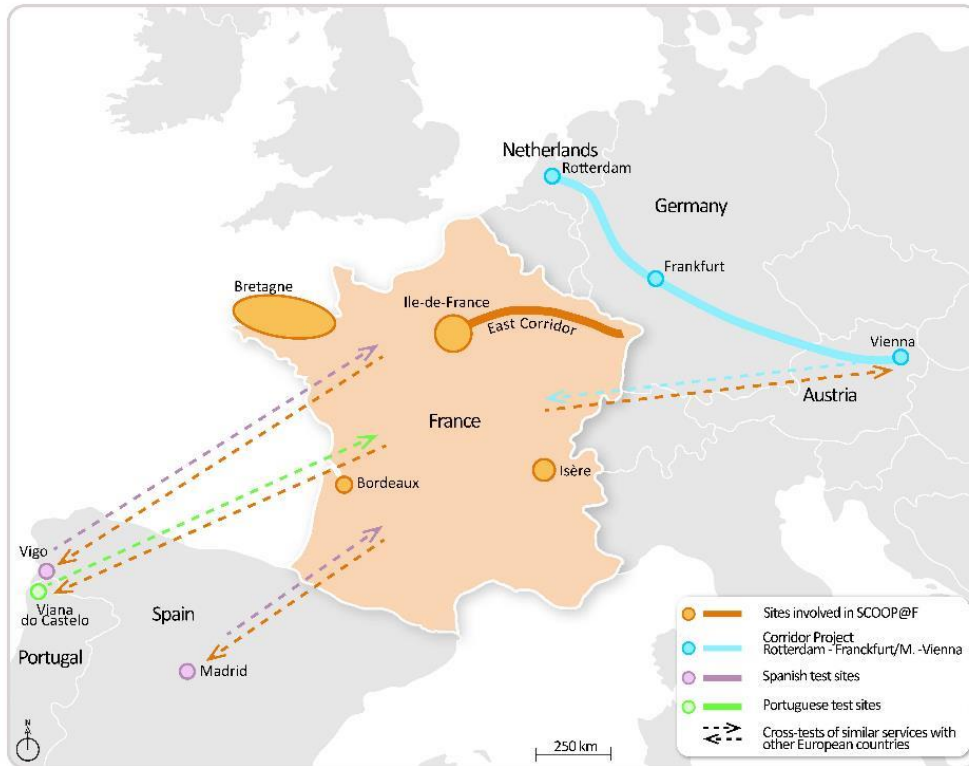 Netherlands
Rotterdam
Germany
Frankfurt
Bretagne
Ile-de-France
East Corridor
Vienna
Austria
France
Isère
Bordeaux
Vigo
Viana
do Castelo
Spain
Portugal
Madrid
Sites involved in SCOOP@F
Corridor Project
Rotterdam - Franckfurt/M. -Vienna
Spanish test sites
Portuguese test sites
Cross-tests of similar services with
other European countries
N
250 km